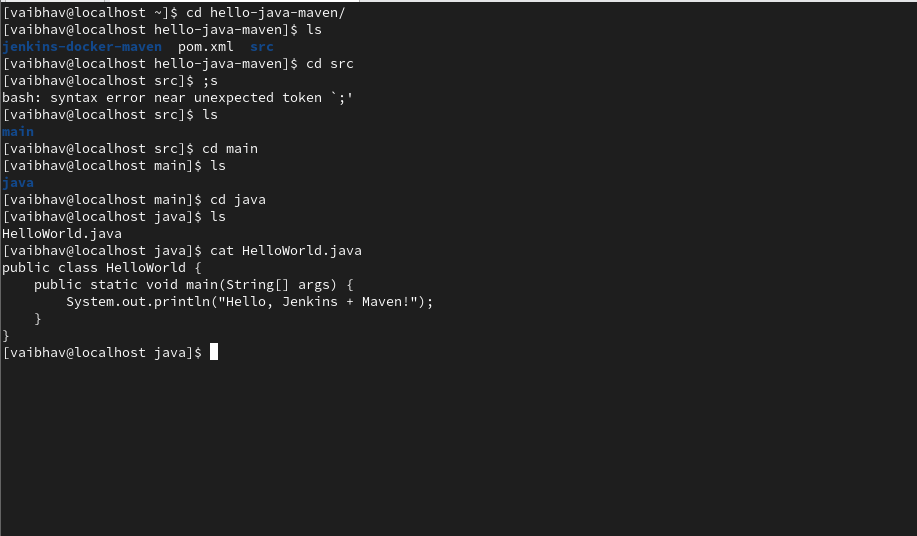 [vaibhav@localhost ~]$ cd hello-java-maven/
[vaibhav@localhost hello-java-maven]$ ls
jenkins-docker-maven  pom.xml  src
[vaibhav@localhost hello-java-maven]$ cd src
[vaibhav@localhost src]$ ;s
bash: syntax error near unexpected token `;'
[vaibhav@localhost src]$ ls
main
[vaibhav@localhost src]$ cd main
[vaibhav@localhost main]$ ls
java
[vaibhav@localhost main]$ cd java
[vaibhav@localhost java]$ ls
HelloWorld.java
[vaibhav@localhost java]$ cat HelloWorld.java
public class HelloWorld {
    public static void main(String[] args) {
        System.out.println("Hello, Jenkins + Maven!");
    }
}
[vaibhav@localhost java]$